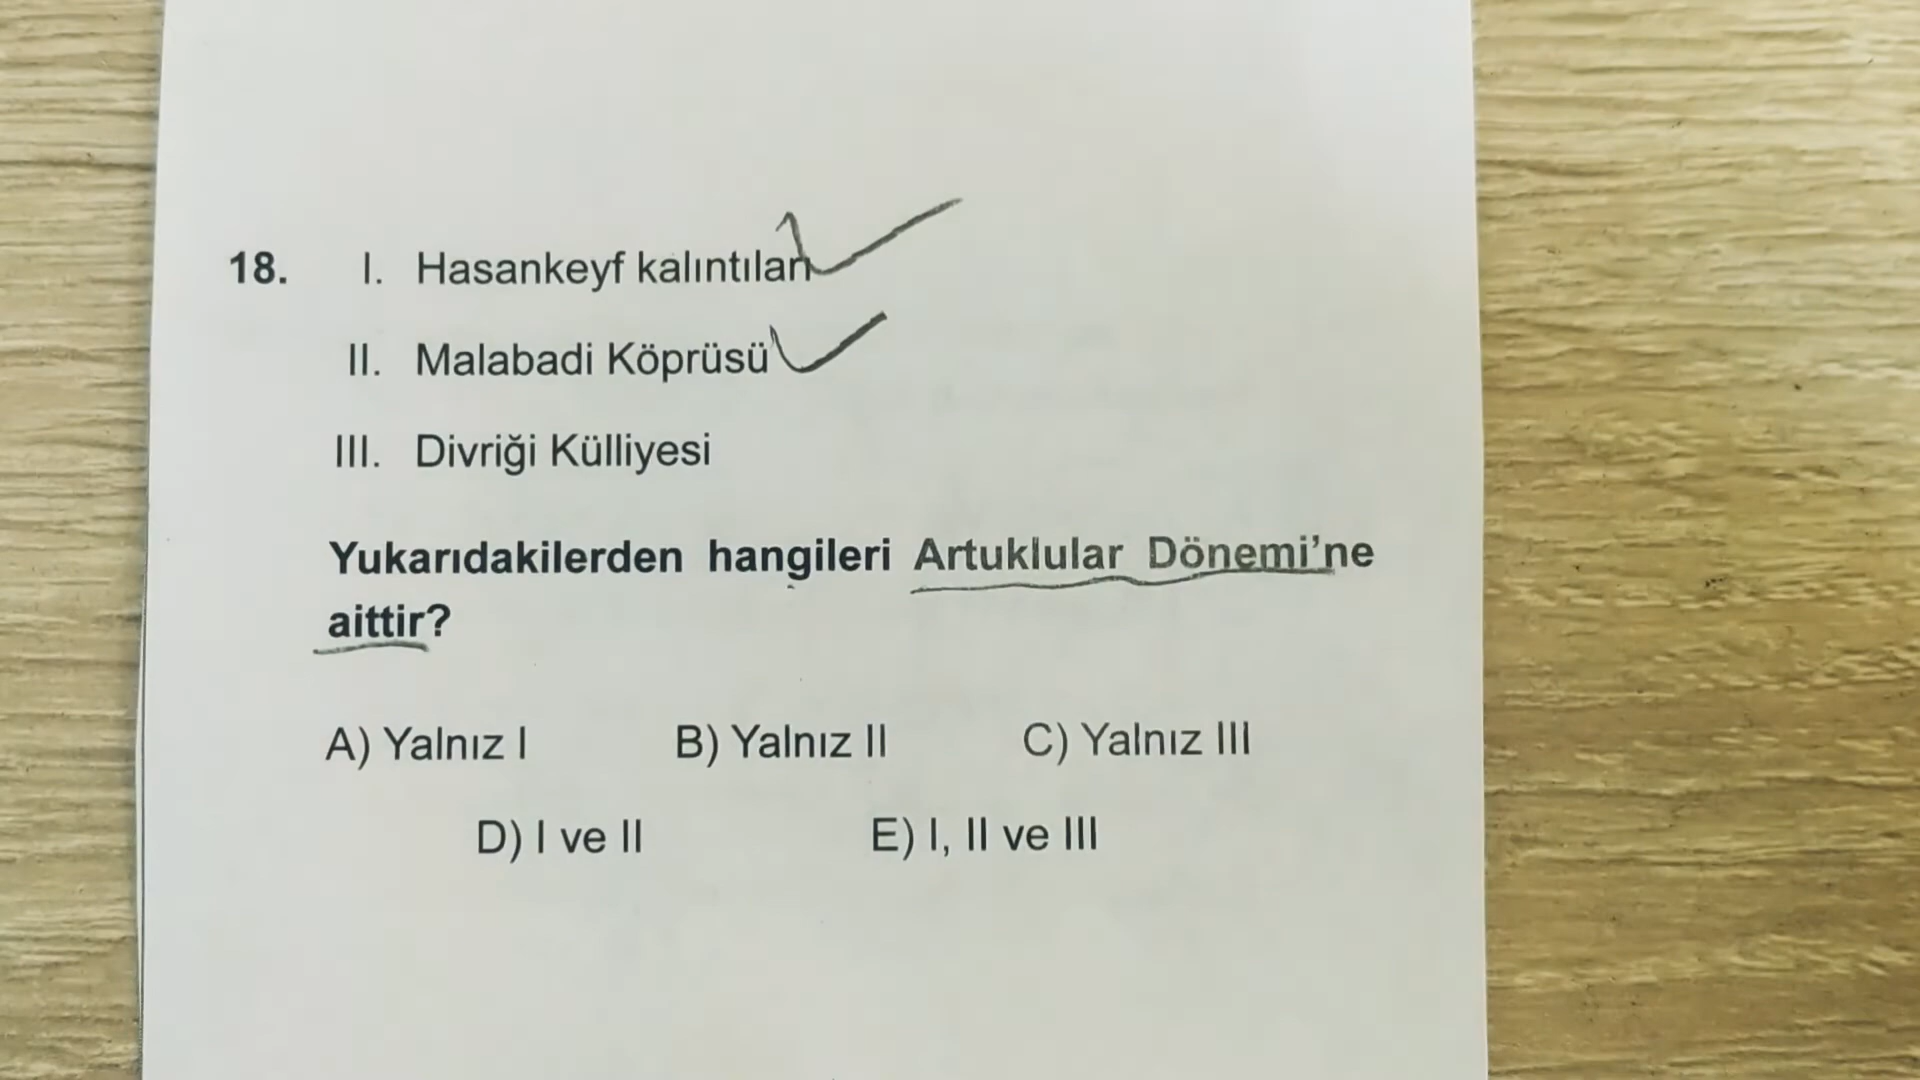 18. I. Hasankeyf kalıntıları
II. Malabadi Köprüsü
III. Divriği Külliyesi
Yukarıdakilerden hangileri Artuklular Dönemi'ne
aittir?
A) Yalnız I B) Yalnız II C) Yalnız III
D) I ve II E) I, II ve III